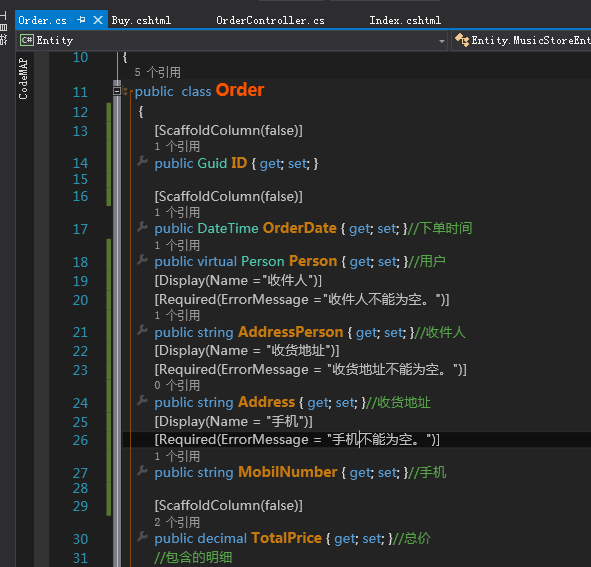 Order.cs Buy.cshtml OrderController.cs Index.cshtml
Entity Entity.MusicStoreEnt
CodeMAP
10 {
5 个引用
11 public class Order
12 {
13 [ScaffoldColumn(false)]
1 个引用
14 public Guid ID { get; set; }
15
16 [ScaffoldColumn(false)]
1 个引用
17 public DateTime OrderDate { get; set; }//下单时间
1 个引用
18 public virtual Person Person { get; set; }//用户
19 [Display(Name ="收件人")]
20 [Required(ErrorMessage ="收件人不能为空。")]
1 个引用
21 public string AddressPerson { get; set; }//收件人
22 [Display(Name = "收货地址")]
23 [Required(ErrorMessage = "收货地址不能为空。")]
0 个引用
24 public string Address { get; set; }//收货地址
25 [Display(Name = "手机")]
26 [Required(ErrorMessage = "手机不能为空。")]
1 个引用
27 public string MobilNumber { get; set; }//手机
28
29 [ScaffoldColumn(false)]
2 个引用
30 public decimal TotalPrice { get; set; }//总价
31 //包含的明细